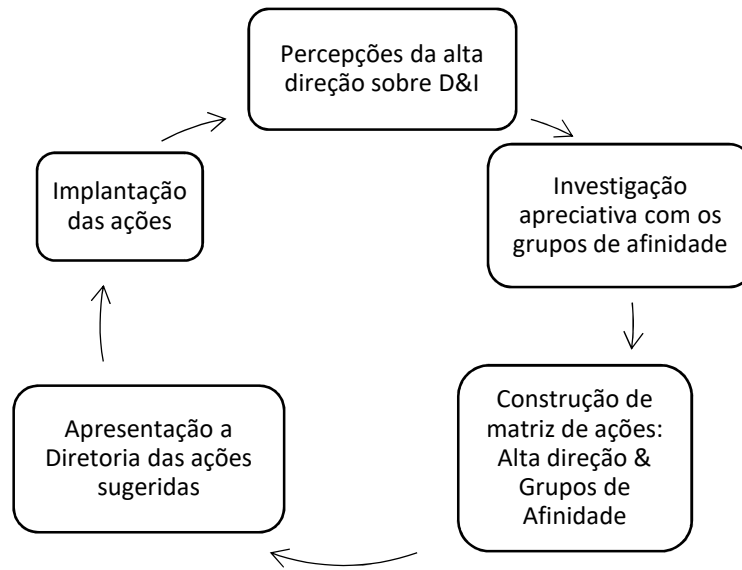 Percepções da alta
direção sobre D&I
Investigação
apreciativa com os
grupos de afinidade
Construção de
matriz de ações:
Alta direção &
Grupos de
Afinidade
Apresentação a
Diretoria das ações
sugeridas
Implantação
das ações